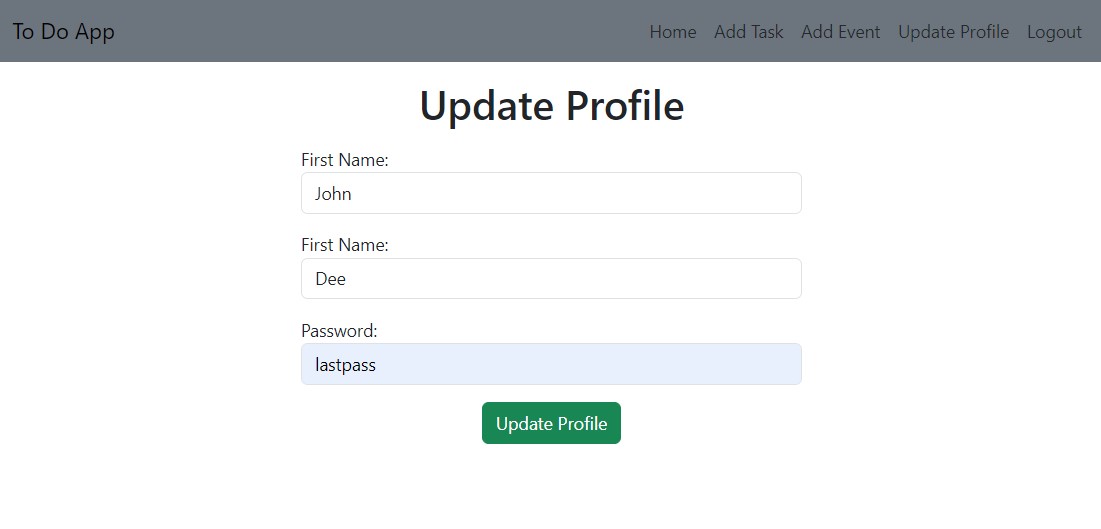 To Do App Home Add Task Add Event Update Profile Logout
Update Profile
First Name:
John
First Name:
Dee
Password:
lastpass
Update Profile